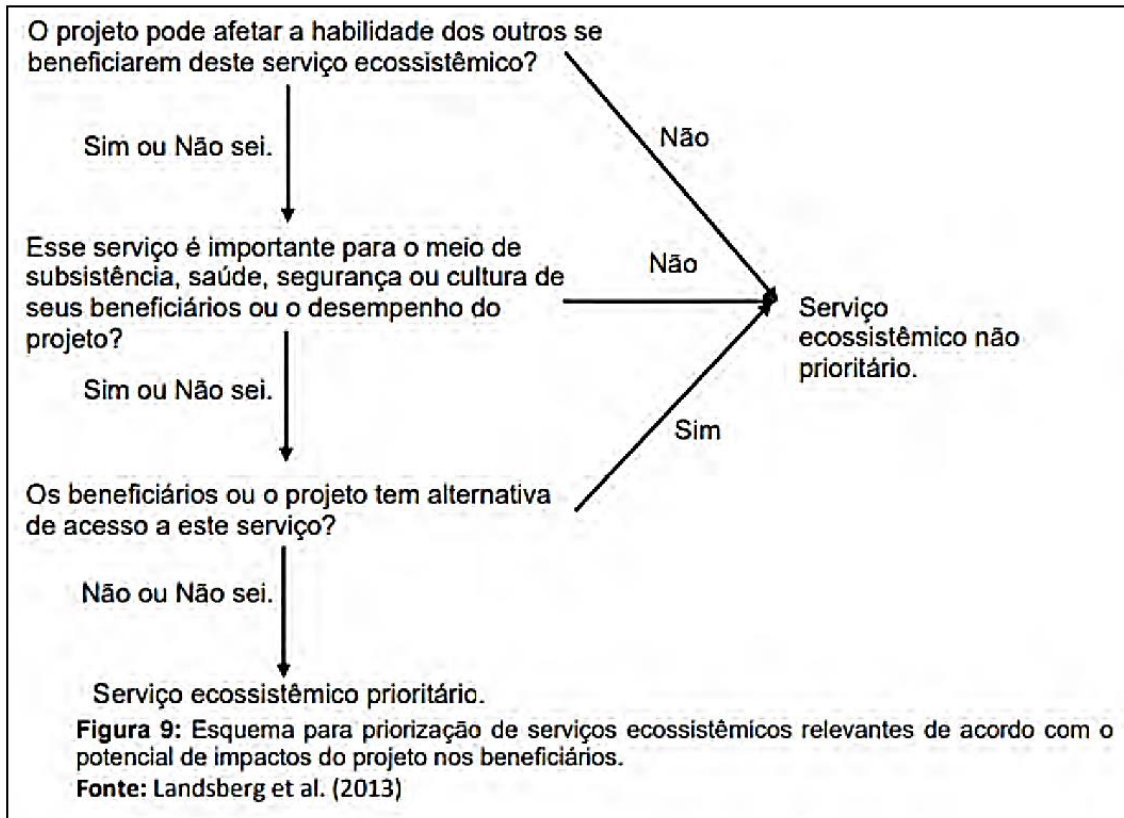 O projeto pode afetar a habilidade dos outros se
beneficiarem deste serviço ecossistêmico?
Não
Sim ou Não sei.
Esse serviço é importante para o meio de
subsistência, saúde, segurança ou cultura de
seus beneficiários ou o desempenho do
projeto?
Não
Serviço
ecossistêmico não
prioritário.
Sim ou Não sei.
Sim
Os beneficiários ou o projeto tem alternativa
de acesso a este serviço?
Não ou Não sei.
Serviço ecossistêmico prioritário.
Figura 9: Esquema para priorização de serviços ecossistêmicos relevantes de acordo com o
potencial de impactos do projeto nos beneficiários.
Fonte: Landsberg et al. (2013)